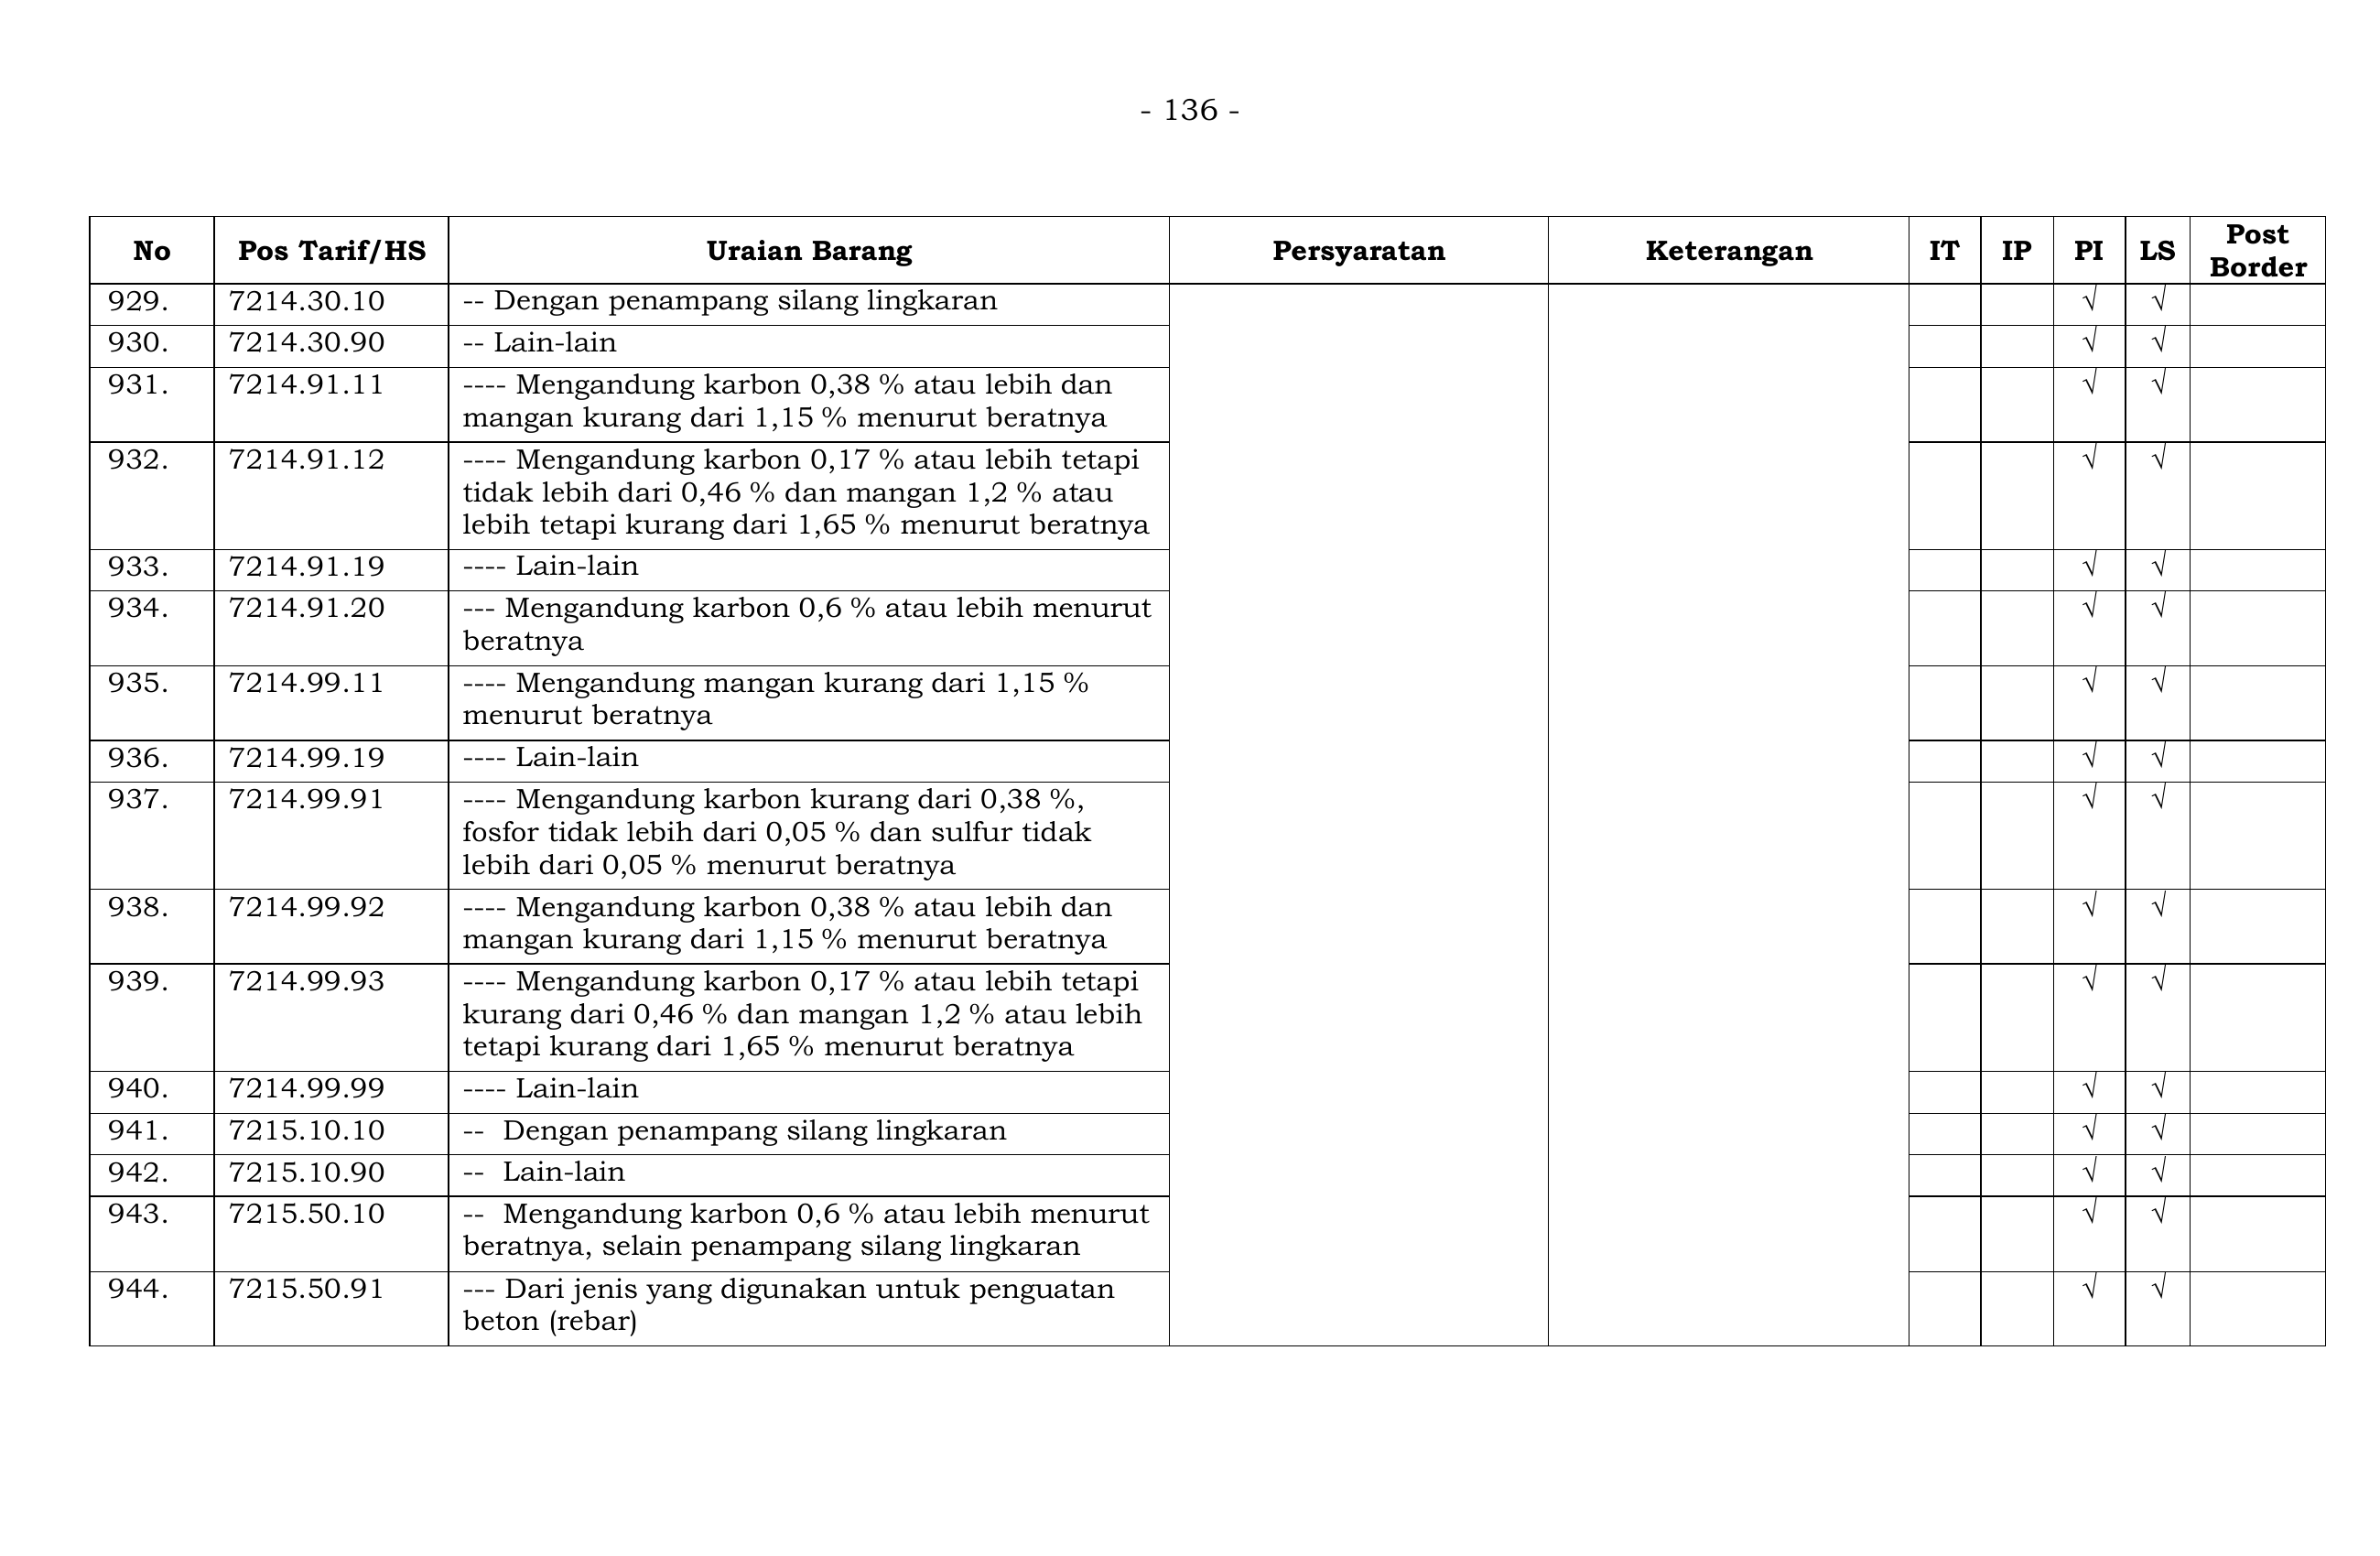 - 136 -
No Pos Tarif/HS Uraian Barang Persyaratan Keterangan IT IP PI LS Post Border
929. 7214.30.10 -- Dengan penampang silang lingkaran √ √
930. 7214.30.90 -- Lain-lain √ √
931. 7214.91.11 ---- Mengandung karbon 0,38 % atau lebih dan √ √
mangan kurang dari 1,15 % menurut beratnya
932. 7214.91.12 ---- Mengandung karbon 0,17 % atau lebih tetapi √ √
tidak lebih dari 0,46 % dan mangan 1,2 % atau
lebih tetapi kurang dari 1,65 % menurut beratnya
933. 7214.91.19 ---- Lain-lain √ √
934. 7214.91.20 --- Mengandung karbon 0,6 % atau lebih menurut √ √
beratnya
935. 7214.99.11 ---- Mengandung mangan kurang dari 1,15 % √ √
menurut beratnya
936. 7214.99.19 ---- Lain-lain √ √
937. 7214.99.91 ---- Mengandung karbon kurang dari 0,38 %, √ √
fosfor tidak lebih dari 0,05 % dan sulfur tidak
lebih dari 0,05 % menurut beratnya
938. 7214.99.92 ---- Mengandung karbon 0,38 % atau lebih dan √ √
mangan kurang dari 1,15 % menurut beratnya
939. 7214.99.93 ---- Mengandung karbon 0,17 % atau lebih tetapi √ √
kurang dari 0,46 % dan mangan 1,2 % atau lebih
tetapi kurang dari 1,65 % menurut beratnya
940. 7214.99.99 ---- Lain-lain √ √
941. 7215.10.10 -- Dengan penampang silang lingkaran √ √
942. 7215.10.90 -- Lain-lain √ √
943. 7215.50.10 -- Mengandung karbon 0,6 % atau lebih menurut √ √
beratnya, selain penampang silang lingkaran
944. 7215.50.91 --- Dari jenis yang digunakan untuk penguatan √ √
beton (rebar)